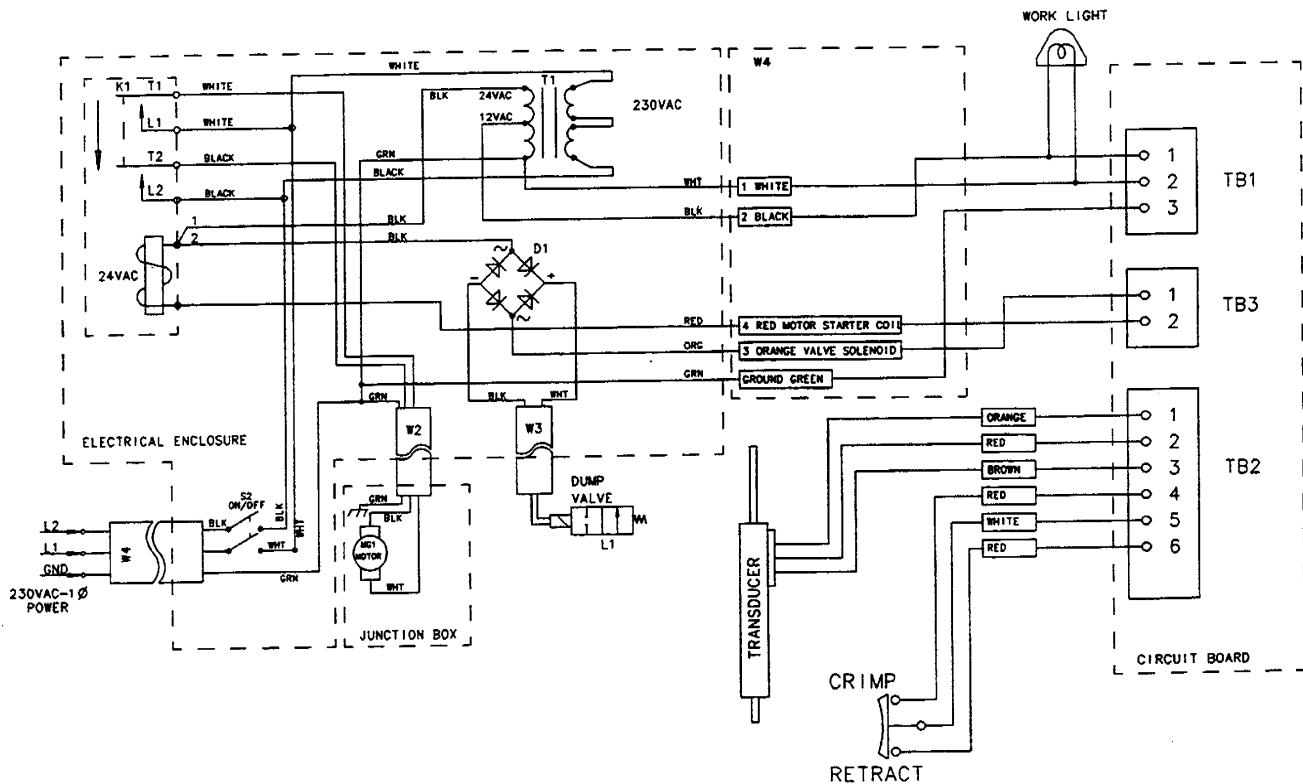 WORK LIGHT
WHITE
W4
K1 T1 WHITE
BLK 24VAC T1
230VAC
L1 WHITE
12VAC
T2 BLACK
GRN
BLACK
L2 BLACK
WHT 1 WHITE
BLK 2 BLACK
1
2
3
TB1
1 BLK
2 BLK
24VAC
~ D1
- +
~
RED 4 RED MOTOR STARTER COIL
ORG 3 ORANGE VALVE SOLENOID
GRN GROUND GREEN
1
2
TB3
GRN
BLK WHT
W2
W3
ELECTRICAL ENCLOSURE
ORANGE 1
RED 2
BROWN 3
RED 4
WHITE 5
RED 6
TB2
S2
ON/OFF
BLK
BLK
WHT
WHT
GRN
L2
L1
GND
W4
230VAC-1Ø
POWER
GRN
BLK
MG1
MOTOR
WHT
JUNCTION BOX
DUMP
VALVE
L1
TRANSDUCER
CRIMP
RETRACT
CIRCUIT BOARD